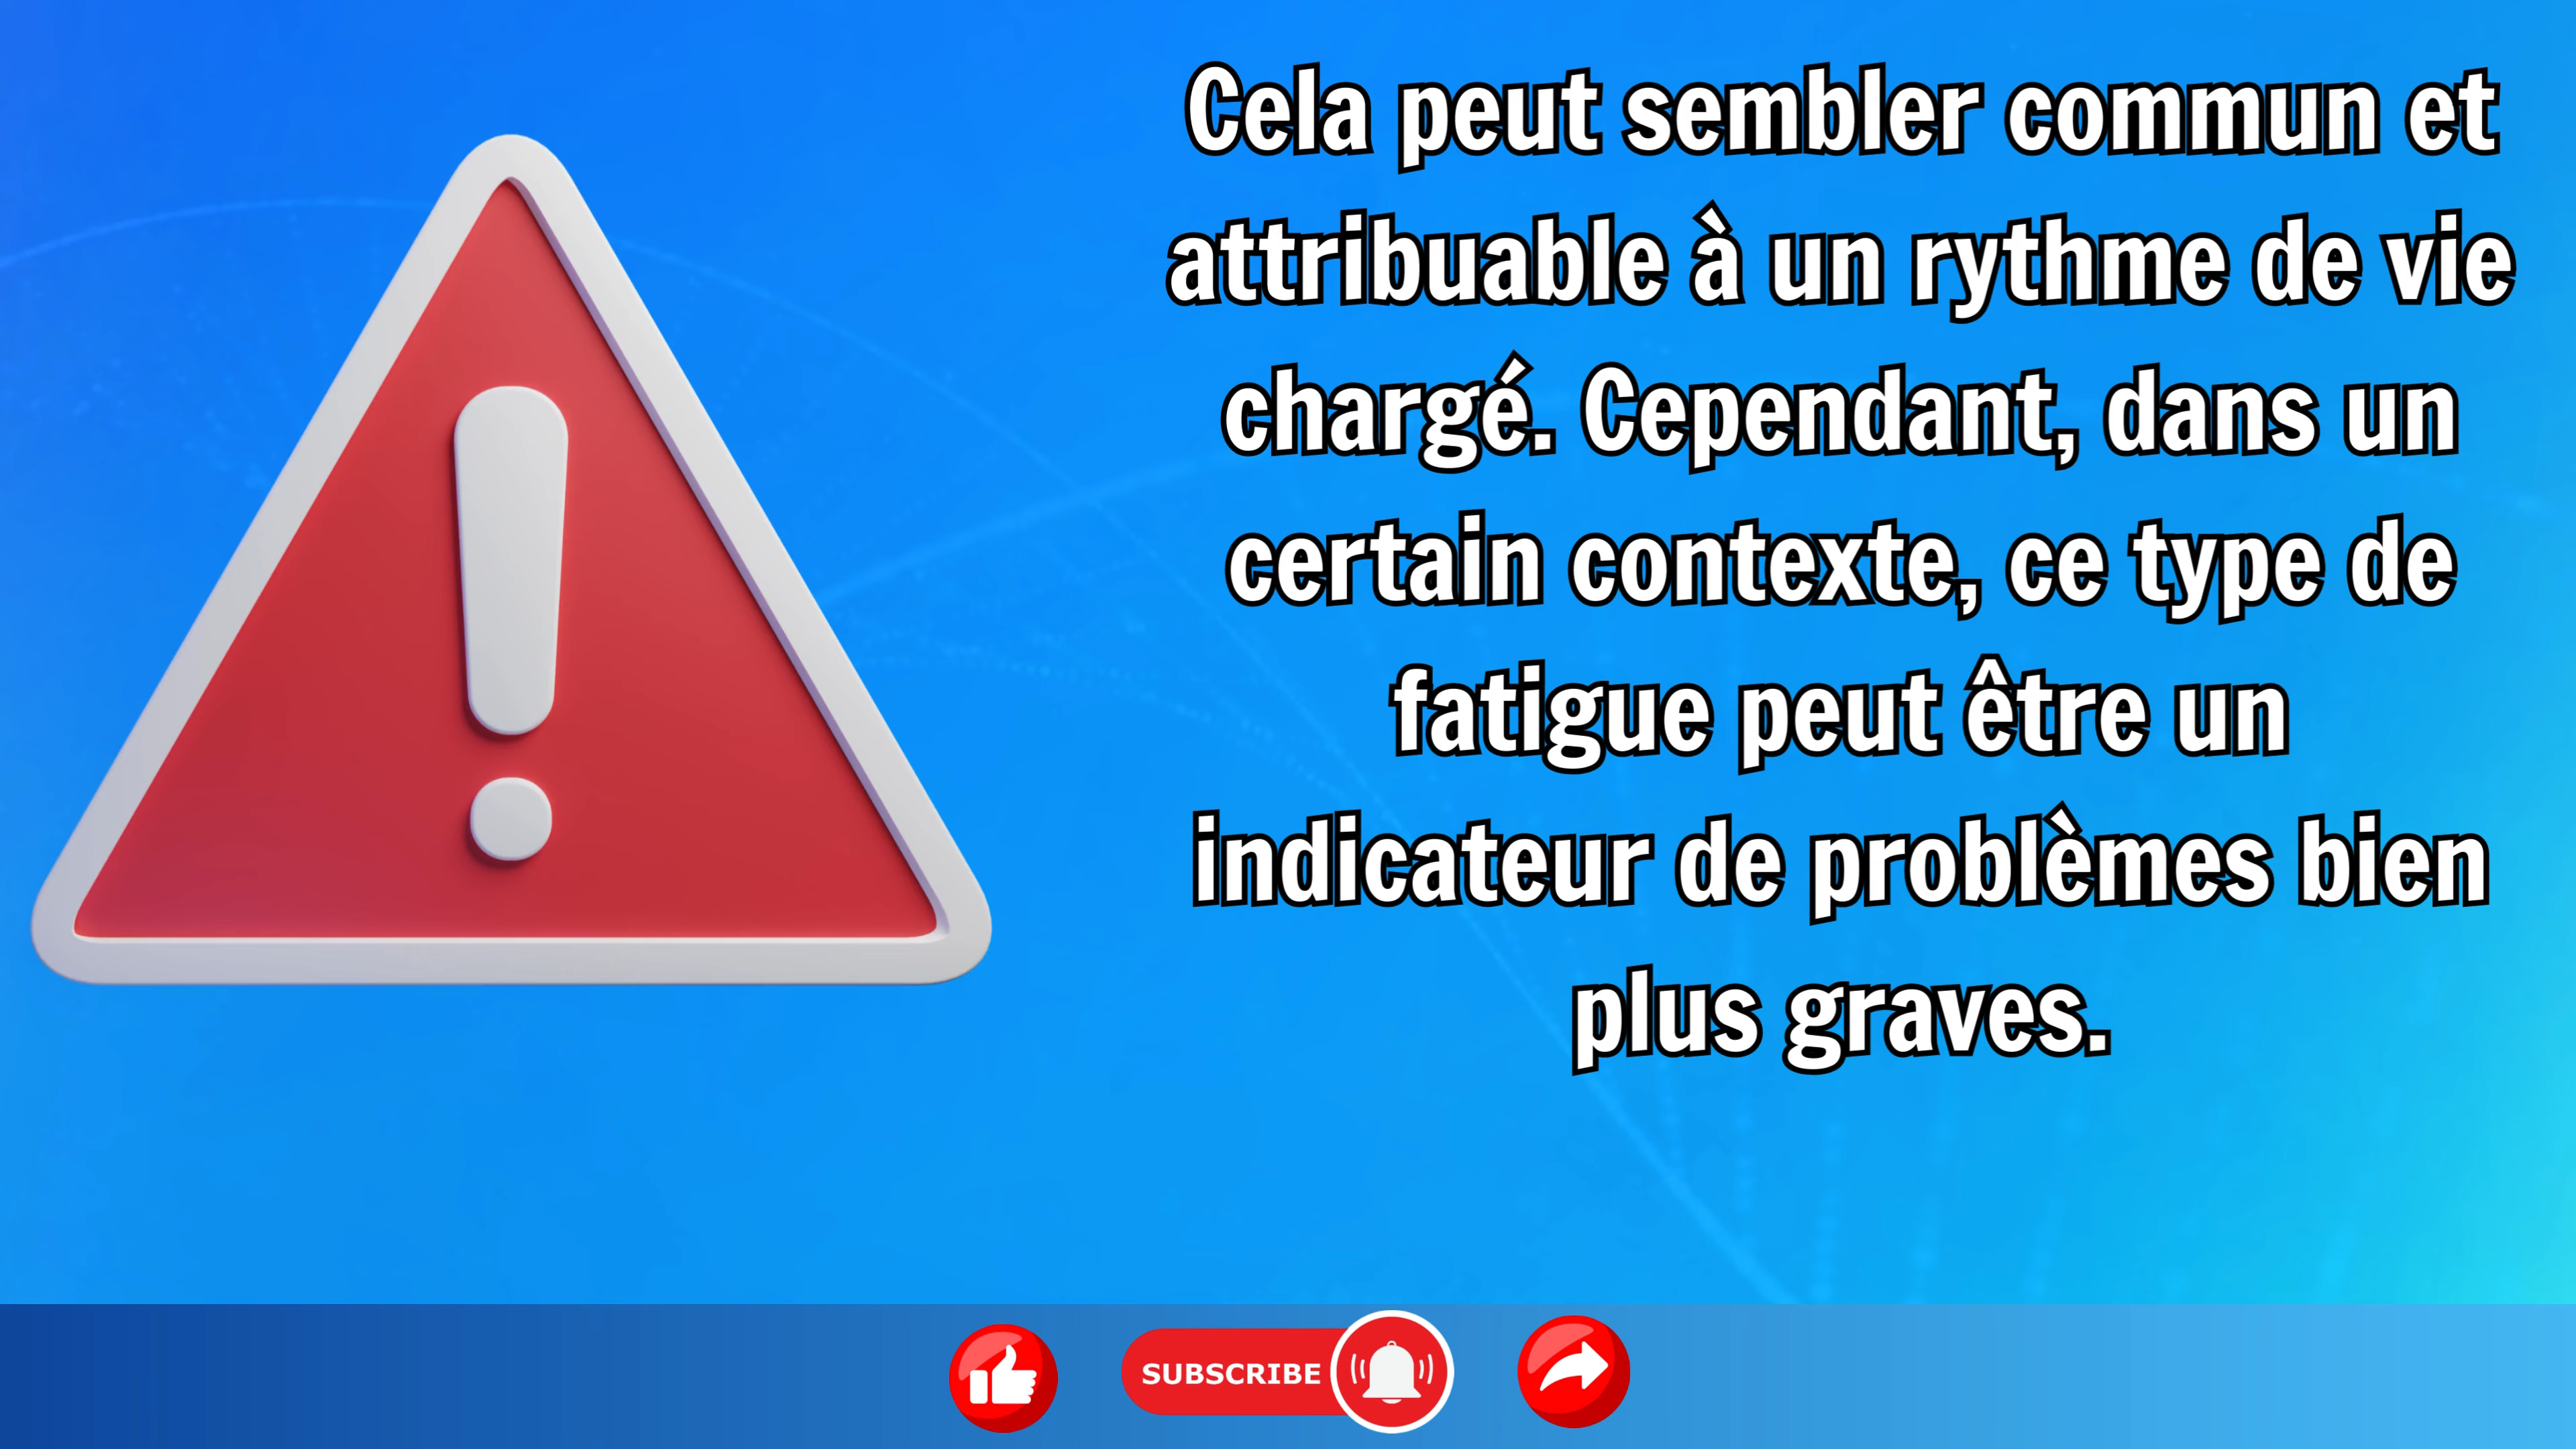 Cela peut sembler commun et
attribuable à un rythme de vie
chargé. Cependant, dans un
certain contexte, ce type de
fatigue peut être un
indicateur de problèmes bien
plus graves.
SUBSCRIBE